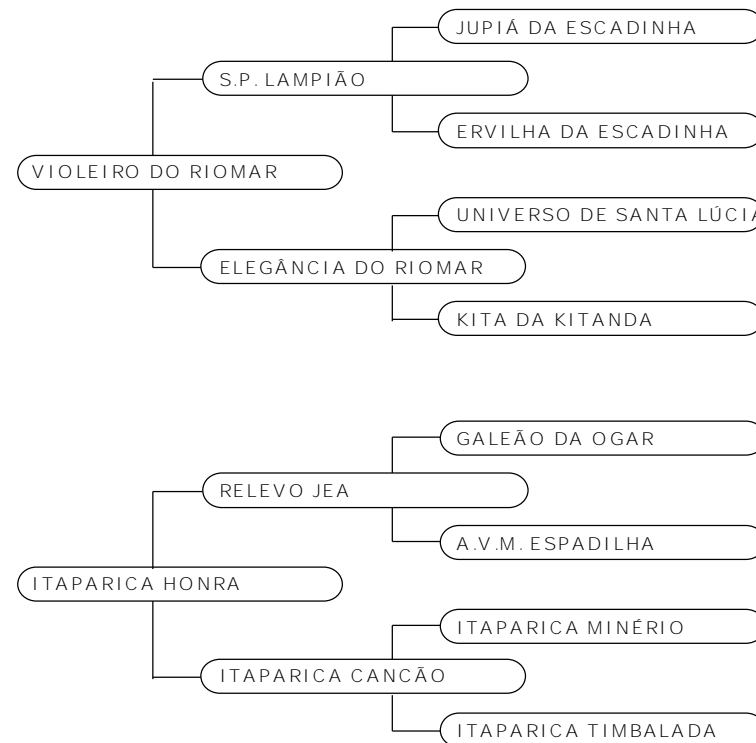 JUPIÁ DA ESCADINHA
S.P. LAMPIÃO
ERVILHA DA ESCADINHA
VIOLEIRO DO RIOMAR
UNIVERSO DE SANTA LÚCIA
ELEGÂNCIA DO RIOMAR
KITA DA KITANDA
GALEÃO DA OGAR
RELEVO JEA
A.V.M. ESPADILHA
ITAPARICA HONRA
ITAPARICA MINÉRIO
ITAPARICA CANCÃO
ITAPARICA TIMBALADA